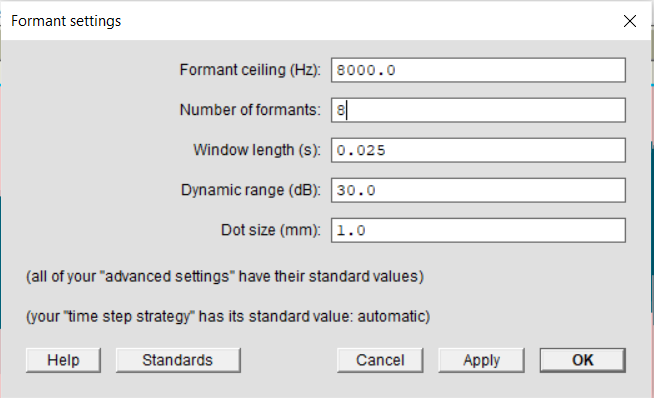 Formant settings
Formant ceiling (Hz): 8000.0
Number of formants: 8
Window length (s): 0.025
Dynamic range (dB): 30.0
Dot size (mm): 1.0
(all of your "advanced settings" have their standard values)
(your "time step strategy" has its standard value: automatic)
Help Standards Cancel Apply OK